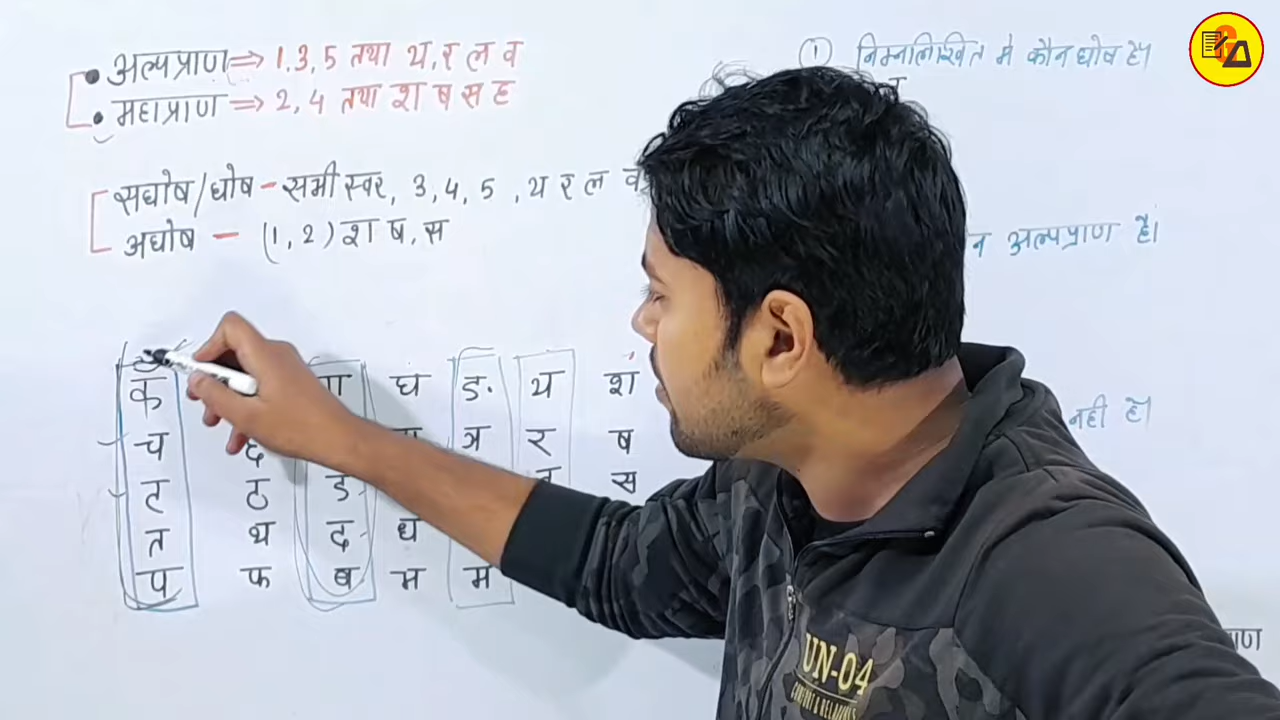 अल्पप्राण ⇒ 1,3,5 तथा य,र ल व
महाप्राण ⇒ 2,4 तथा श ष स ह
सघोष/घोष - सभी स्वर, 3,4,5, य र ल व
अघोष - (1,2) श ष, स
① निम्नलिखित मे कौन घोष है।
न अल्पप्राण है।
नही है।
क घ ङ य श
च ञ र ष
ट ठ ड स
त थ द ध
प फ ब म म
UN-04